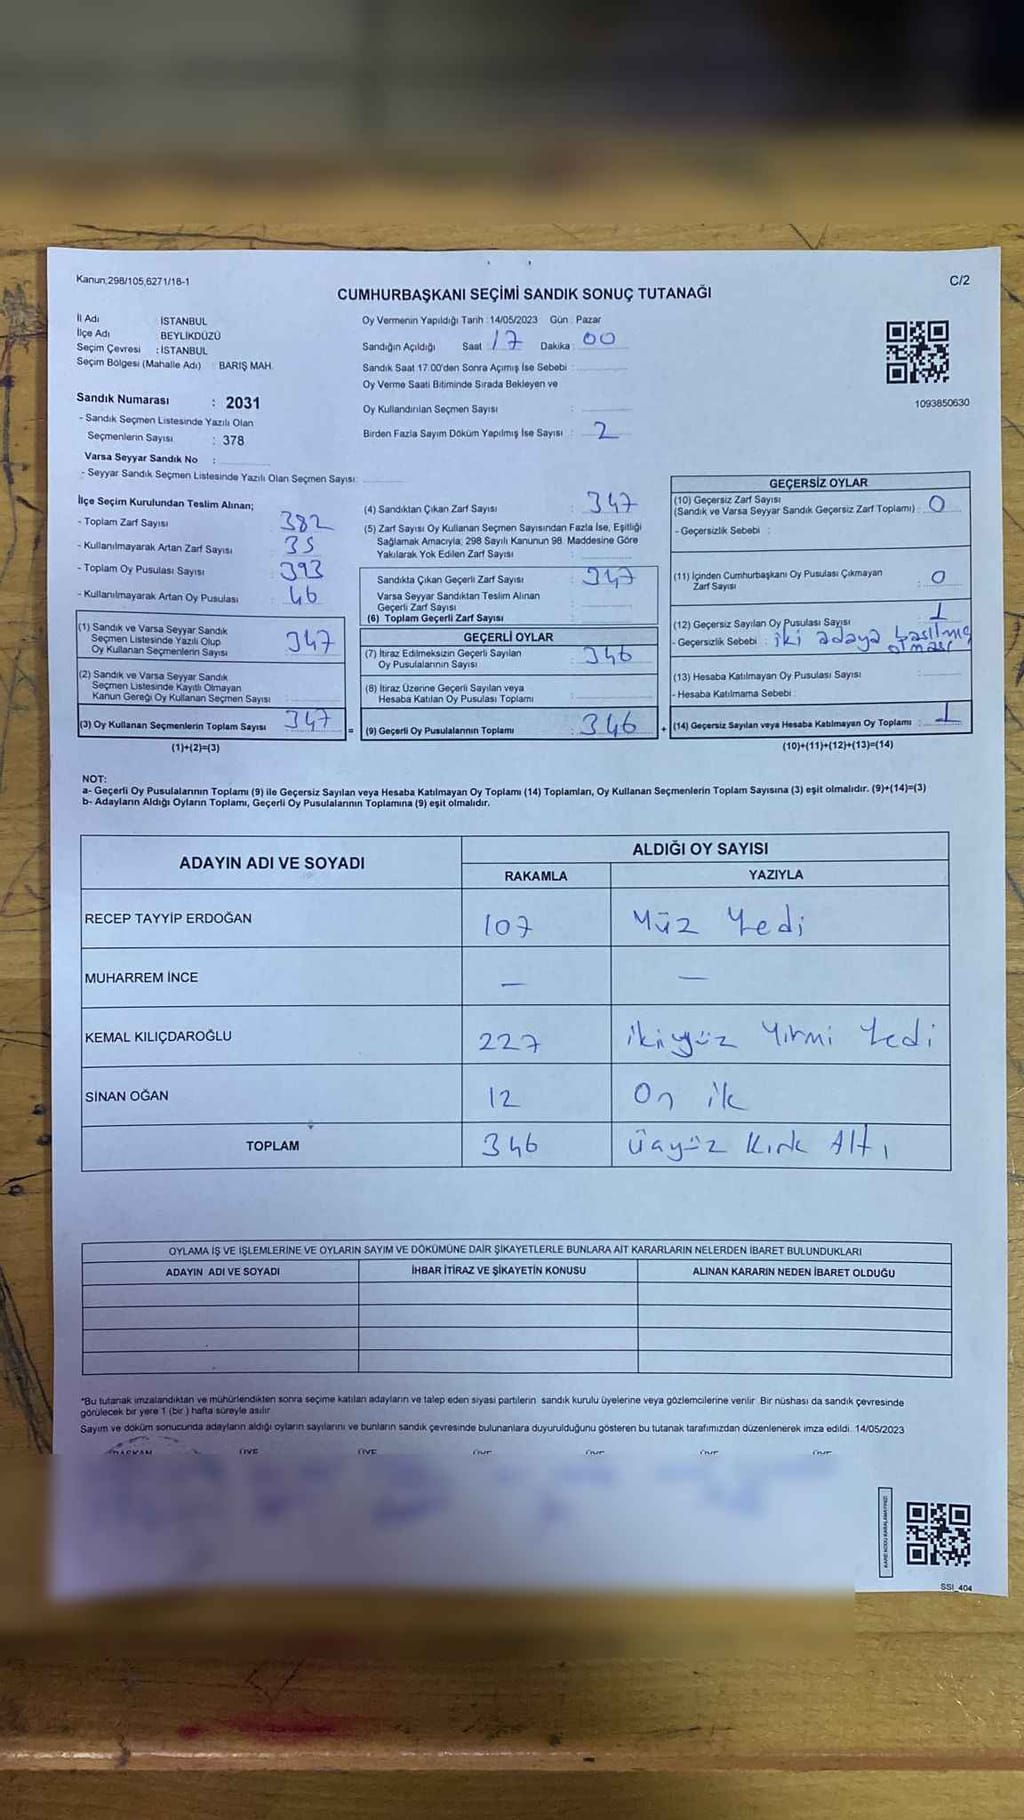 Kanun,298/105,6271/18-1
C/2
CUMHURBAŞKANI SEÇİMİ SANDIK SONUÇ TUTANAĞI
İl Adı : İSTANBUL
İlçe Adı : BEYLİKDÜZÜ
Seçim Çevresi : İSTANBUL
Seçim Bölgesi (Mahalle Adı) : BARIŞ MAH.
Sandık Numarası : 2031
- Sandık Seçmen Listesinde Yazılı Olan
Seçmenlerin Sayısı : 378
Varsa Seyyar Sandık No :
- Seyyar Sandık Seçmen Listesinde Yazılı Olan Seçmen Sayısı:
Oy Vermenin Yapıldığı Tarih : 14/05/2023 Gün : Pazar
Sandığın Açıldığı Saat : 17 Dakika : 00
Sandık Saat 17.00'den Sonra Açımış İse Sebebi :
Oy Verme Saati Bitiminde Sırada Bekleyen ve
Oy Kullandırılan Seçmen Sayısı :
Birden Fazla Sayım Döküm Yapılmış İse Sayısı : 2
1093850630
İlçe Seçim Kurulundan Teslim Alınan;
- Toplam Zarf Sayısı : 382
- Kullanılmayarak Artan Zarf Sayısı : 35
- Toplam Oy Pusulası Sayısı : 393
- Kullanılmayarak Artan Oy Pusulası : 46
(1) Sandık ve Varsa Seyyar Sandık
Seçmen Listesinde Yazılı Olup
Oy Kullanan Seçmenlerin Sayısı : 347
(2) Sandık ve Varsa Seyyar Sandık
Seçmen Listesinde Kayıtlı Olmayan
Kanun Gereği Oy Kullanan Seçmen Sayısı :
(3) Oy Kullanan Seçmenlerin Toplam Sayısı : 347
(1)+(2)=(3)
=
(4) Sandıktan Çıkan Zarf Sayısı : 347
(5) Zarf Sayısı Oy Kullanan Seçmen Sayısından Fazla İse, Eşitliği
Sağlamak Amacıyla; 298 Sayılı Kanunun 98. Maddesine Göre
Yakılarak Yok Edilen Zarf Sayısı :
Sandıkta Çıkan Geçerli Zarf Sayısı : 347
Varsa Seyyar Sandıktan Teslim Alınan
Geçerli Zarf Sayısı :
(6) Toplam Geçerli Zarf Sayısı :
GEÇERLİ OYLAR
(7) İtiraz Edilmeksizin Geçerli Sayılan
Oy Pusulalarının Sayısı : 346
(8) İtiraz Üzerine Geçerli Sayılan veya
Hesaba Katılan Oy Pusulası Toplamı :
(9) Geçerli Oy Pusulalarının Toplamı : 346
+
GEÇERSİZ OYLAR
(10) Geçersiz Zarf Sayısı
(Sandık ve Varsa Seyyar Sandık Geçersiz Zarf Toplamı) : 0
- Geçersizlik Sebebi :
(11) İçinden Cumhurbaşkanı Oy Pusulası Çıkmayan
Zarf Sayısı : 0
(12) Geçersiz Sayılan Oy Pusulası Sayısı : 1
- Geçersizlik Sebebi : iki adaya basılmış
olması
(13) Hesaba Katılmayan Oy Pusulası Sayısı :
- Hesaba Katılmama Sebebi :
(14) Geçersiz Sayılan veya Hesaba Katılmayan Oy Toplamı : 1
(10)+(11)+(12)+(13)=(14)
NOT:
a- Geçerli Oy Pusulalarının Toplamı (9) ile Geçersiz Sayılan veya Hesaba Katılmayan Oy Toplamı (14) Toplamları, Oy Kullanan Seçmenlerin Toplam Sayısına (3) eşit olmalıdır. (9)+(14)=(3)
b- Adayların Aldığı Oyların Toplamı, Geçerli Oy Pusulalarının Toplamına (9) eşit olmalıdır.
ADAYIN ADI VE SOYADI
ALDIĞI OY SAYISI
RAKAMLA YAZIYLA
RECEP TAYYİP ERDOĞAN 107 Yüz Yedi
MUHARREM İNCE — —
KEMAL KILIÇDAROĞLU 227 ikiyüz Yirmi Yedi
SİNAN OĞAN 12 On ik
TOPLAM 346 Üçyüz Kırk Altı
OYLAMA İŞ VE İŞLEMLERİNE VE OYLARIN SAYIM VE DÖKÜMÜNE DAİR ŞİKAYETLERLE BUNLARA AİT KARARLARIN NELERDEN İBARET BULUNDUKLARI
ADAYIN ADI VE SOYADI İHBAR İTİRAZ VE ŞİKAYETİN KONUSU ALINAN KARARIN NEDEN İBARET OLDUĞU
*Bu tutanak imzalandıktan ve mühürlendikten sonra seçime katılan adayların ve talep eden siyasi partilerin sandık kurulu üyelerine veya gözlemcilerine verilir. Bir nüshası da sandık çevresinde
görülecek bir yere 1 (bir ) hafta süreyle asılır.
Sayım ve döküm sonucunda adayların aldığı oyların sayılarını ve bunların sandık çevresinde bulunanlara duyurulduğunu gösteren bu tutanak tarafımızdan düzenlenerek imza edildi. 14/05/2023
BAŞKAN ÜYE ÜYE ÜYE ÜYE ÜYE ÜYE
KARE KODU KARALAMAYINIZ!
SSI_404